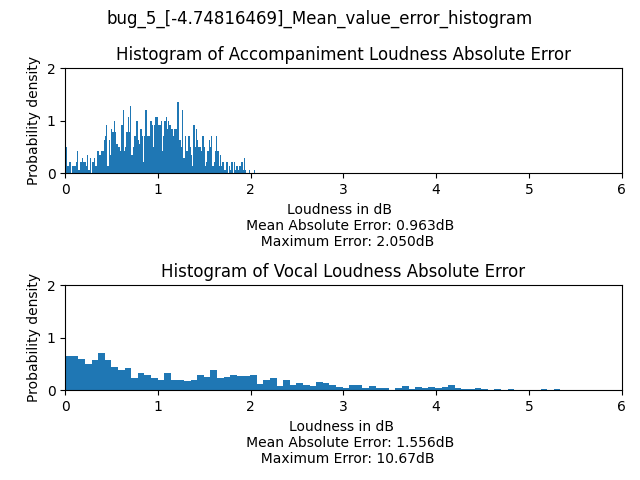 bug_5_[-4.74816469]_Mean_value_error_histogram
Histogram of Accompaniment Loudness Absolute Error
Probability density
2
1
0
0 1 2 3 4 5 6
Loudness in dB
Mean Absolute Error: 0.963dB
Maximum Error: 2.050dB
Histogram of Vocal Loudness Absolute Error
Probability density
2
1
0
0 1 2 3 4 5 6
Loudness in dB
Mean Absolute Error: 1.556dB
Maximum Error: 10.67dB